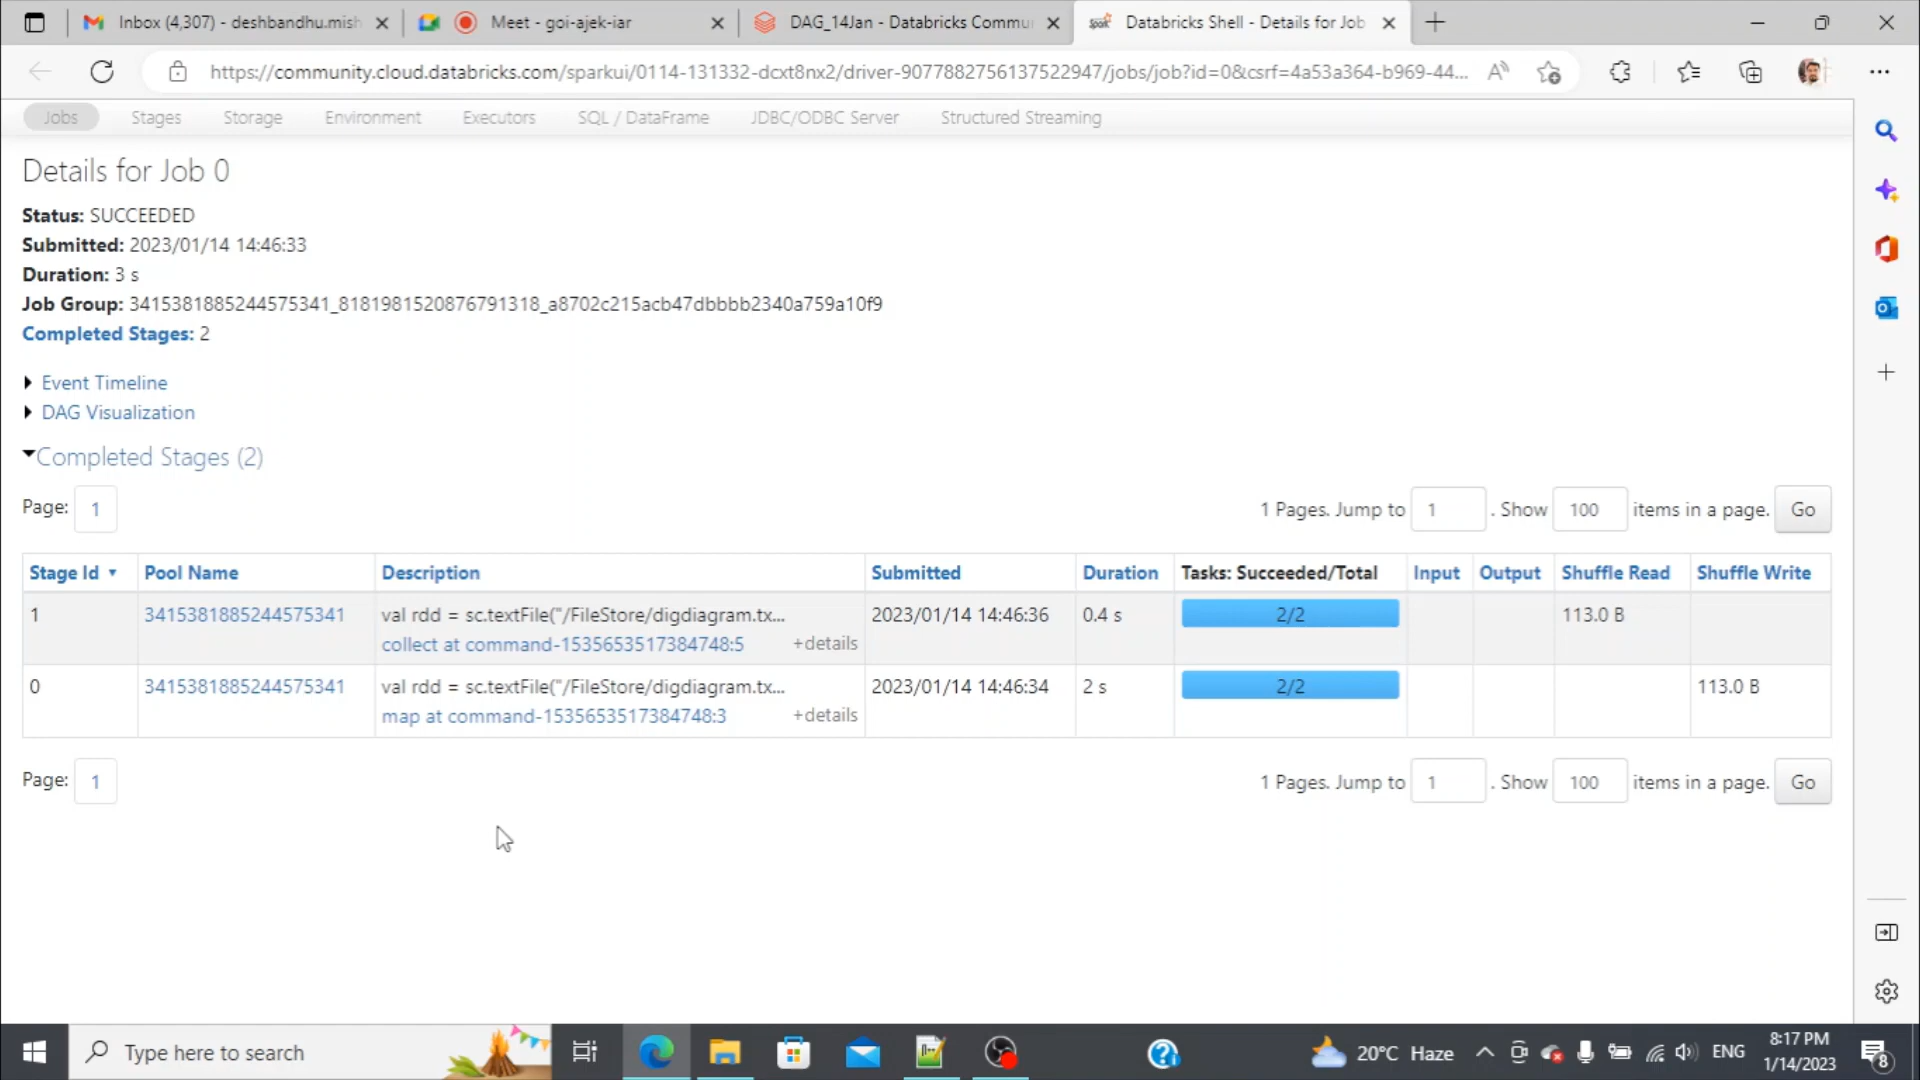 Inbox (4,307) - deshbandhu.mish
Meet - goi-ajek-iar
DAG_14Jan - Databricks Commu
Databricks Shell - Details for Job
https://community.cloud.databricks.com/sparkui/0114-131332-dcxt8nx2/driver-9077882756137522947/jobs/job?id=0&csrf=4a53a364-b969-44...
Jobs Stages Storage Environment Executors SQL / DataFrame JDBC/ODBC Server Structured Streaming
Details for Job 0
Status: SUCCEEDED
Submitted: 2023/01/14 14:46:33
Duration: 3 s
Job Group: 3415381885244575341_8181981520876791318_a8702c215acb47dbbbb2340a759a10f9
Completed Stages: 2
Event Timeline
DAG Visualization
Completed Stages (2)
Page: 1
1 Pages. Jump to 1 . Show 100 items in a page. Go
Stage Id Pool Name Description Submitted Duration Tasks: Succeeded/Total Input Output Shuffle Read Shuffle Write
1 3415381885244575341 val rdd = sc.textFile("/FileStore/digdiagram.tx... 2023/01/14 14:46:36 0.4 s 2/2 113.0 B
collect at command-1535653517384748:5 +details
0 3415381885244575341 val rdd = sc.textFile("/FileStore/digdiagram.tx... 2023/01/14 14:46:34 2 s 2/2 113.0 B
map at command-1535653517384748:3 +details
Page: 1
1 Pages. Jump to 1 . Show 100 items in a page. Go
Type here to search
20°C Haze
ENG
8:17 PM
1/14/2023
8